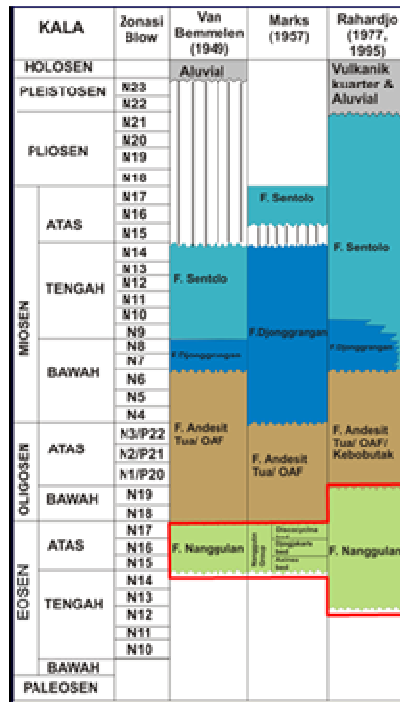 KALA
Zonasi
Blow
Van
Bemmelen
(1949)
Marks
(1957)
Rahardjo
(1977,
1995)
HOLOSEN
PLEISTOSEN
PLIOSEN
MIOSEN
ATAS
TENGAH
BAWAH
OLIGOSEN
ATAS
BAWAH
EOSEN
ATAS
TENGAH
BAWAH
PALEOSEN
N23
N22
N21
N20
N19
N18
N17
N16
N15
N14
N13
N12
N11
N10
N9
N8
N7
N6
N5
N4
N3/P22
N2/P21
N1/P20
N19
N18
N17
N16
N15
N14
N13
N12
N11
N10
Aluvial
F. Sentolo
F.Djonggrangan
F. Andesit
Tua/ OAF
F. Nanggulan
F. Sentolo
F.Djonggrangan
F. Andesit
Tua/ OAF
Nanggulan
Group
Discocyclina
bed
Djogjakarta
bed
Axinea
bed
Vulkanik
kuarter &
Aluvial
F. Sentolo
F.Djonggrangan
F. Andesit
Tua/ OAF/
Kebobutak
F. Nanggulan